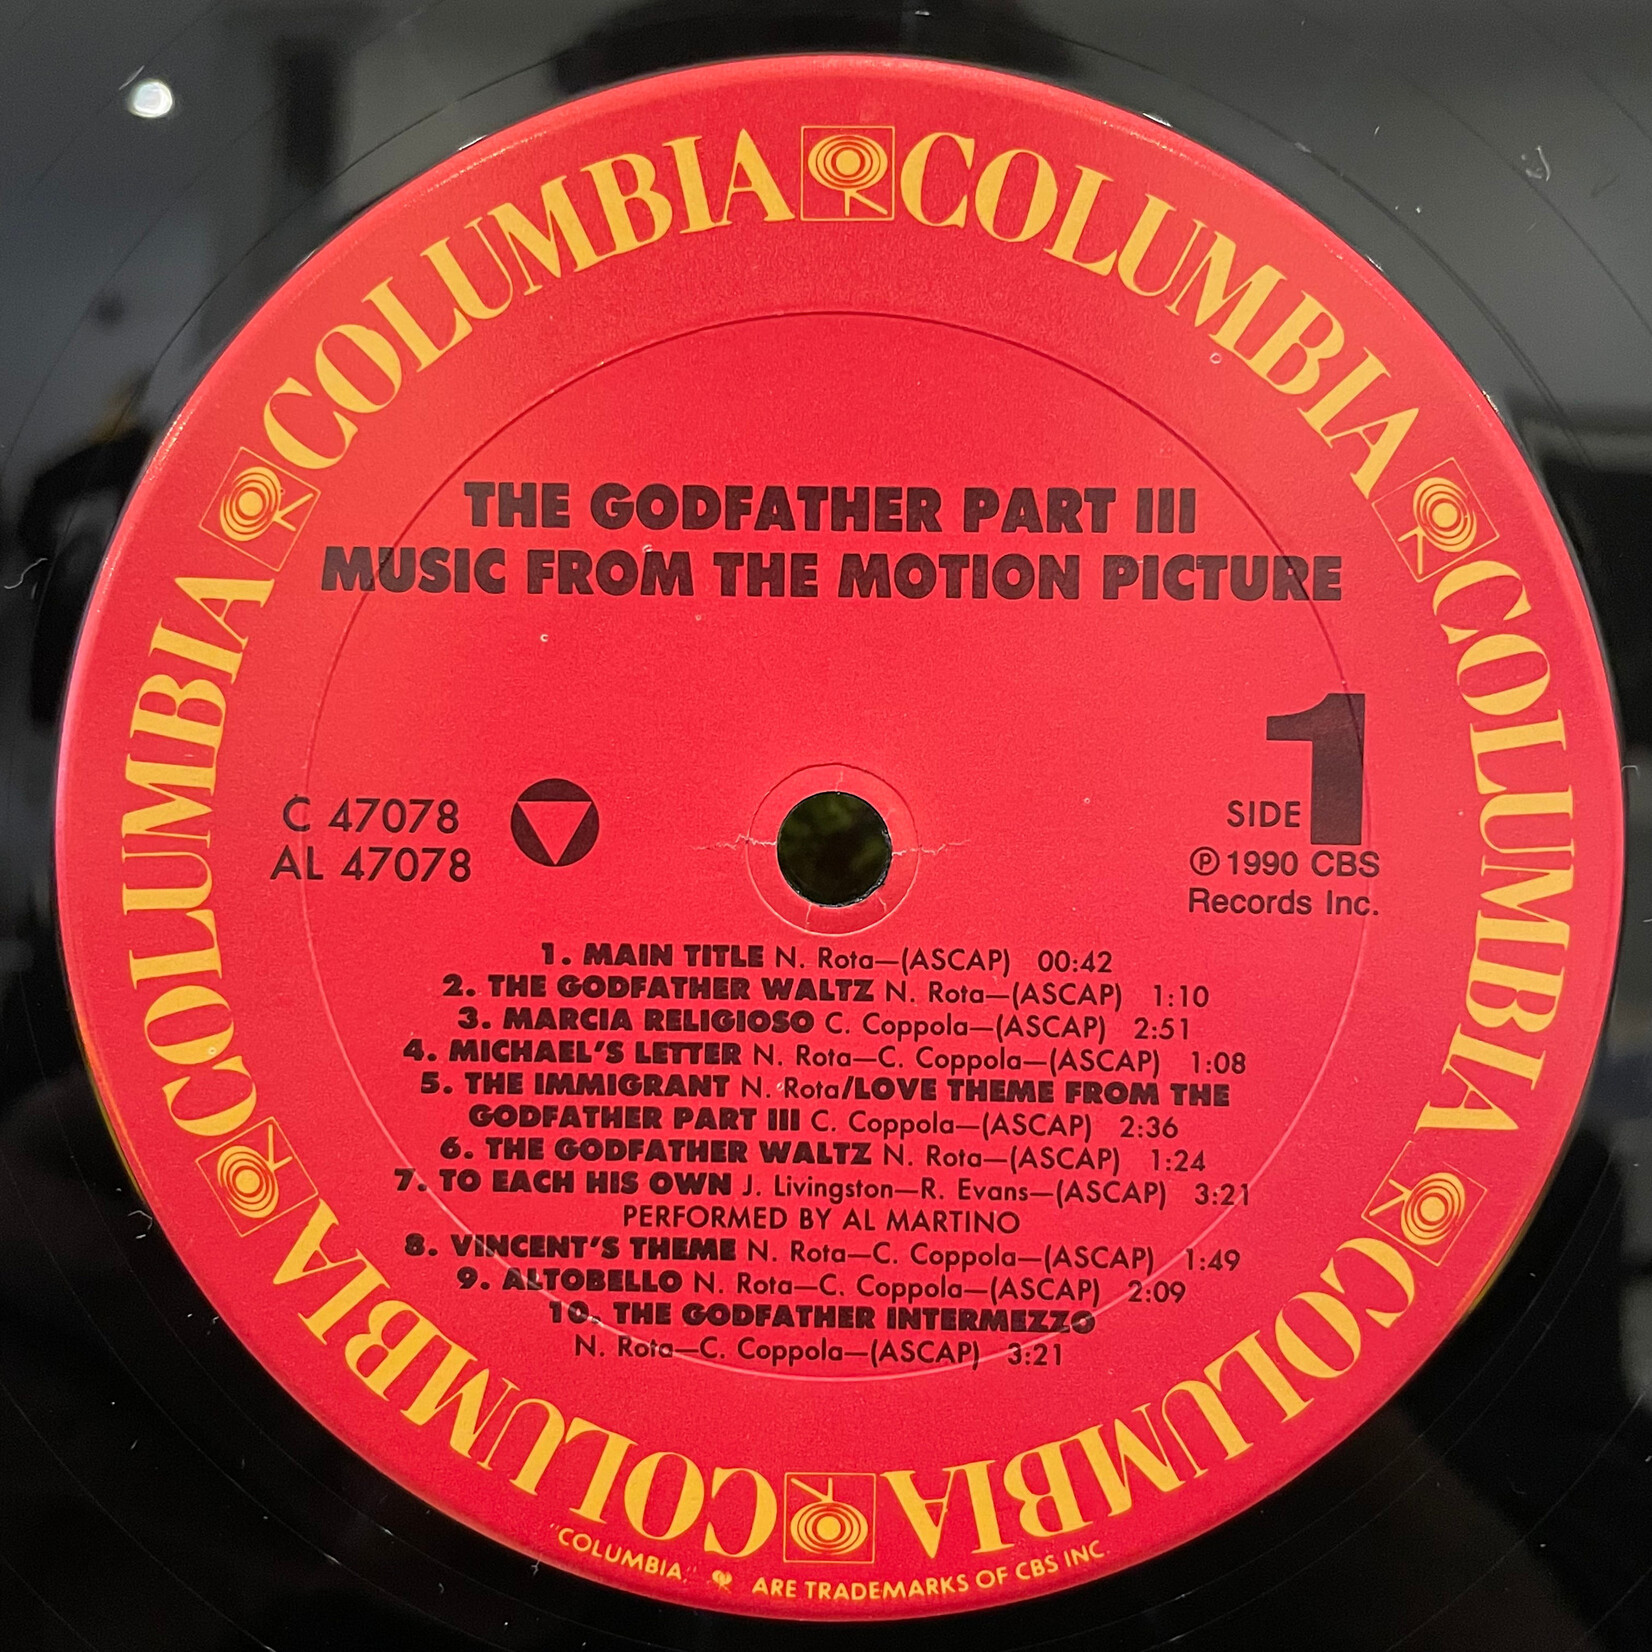 COLUMBIA COLUMBIA COLUMBIA COLUMBIA COLUMBIA COLUMBIA
THE GODFATHER PART III
MUSIC FROM THE MOTION PICTURE
C 47078
AL 47078
SIDE 1
℗ 1990 CBS
Records Inc.
1. MAIN TITLE N. Rota—(ASCAP) 00:42
2. THE GODFATHER WALTZ N. Rota—(ASCAP) 1:10
3. MARCIA RELIGIOSO C. Coppola—(ASCAP) 2:51
4. MICHAEL'S LETTER N. Rota—C. Coppola—(ASCAP) 1:08
5. THE IMMIGRANT N. Rota/LOVE THEME FROM THE
GODFATHER PART III C. Coppola—(ASCAP) 2:36
6. THE GODFATHER WALTZ N. Rota—(ASCAP) 1:24
7. TO EACH HIS OWN J. Livingston—R. Evans—(ASCAP) 3:21
PERFORMED BY AL MARTINO
8. VINCENT'S THEME N. Rota—C. Coppola—(ASCAP) 1:49
9. ALTOBELLO N. Rota—C. Coppola—(ASCAP) 2:09
10. THE GODFATHER INTERMEZZO
N. Rota—C. Coppola—(ASCAP) 3:21
"COLUMBIA," ARE TRADEMARKS OF CBS INC.